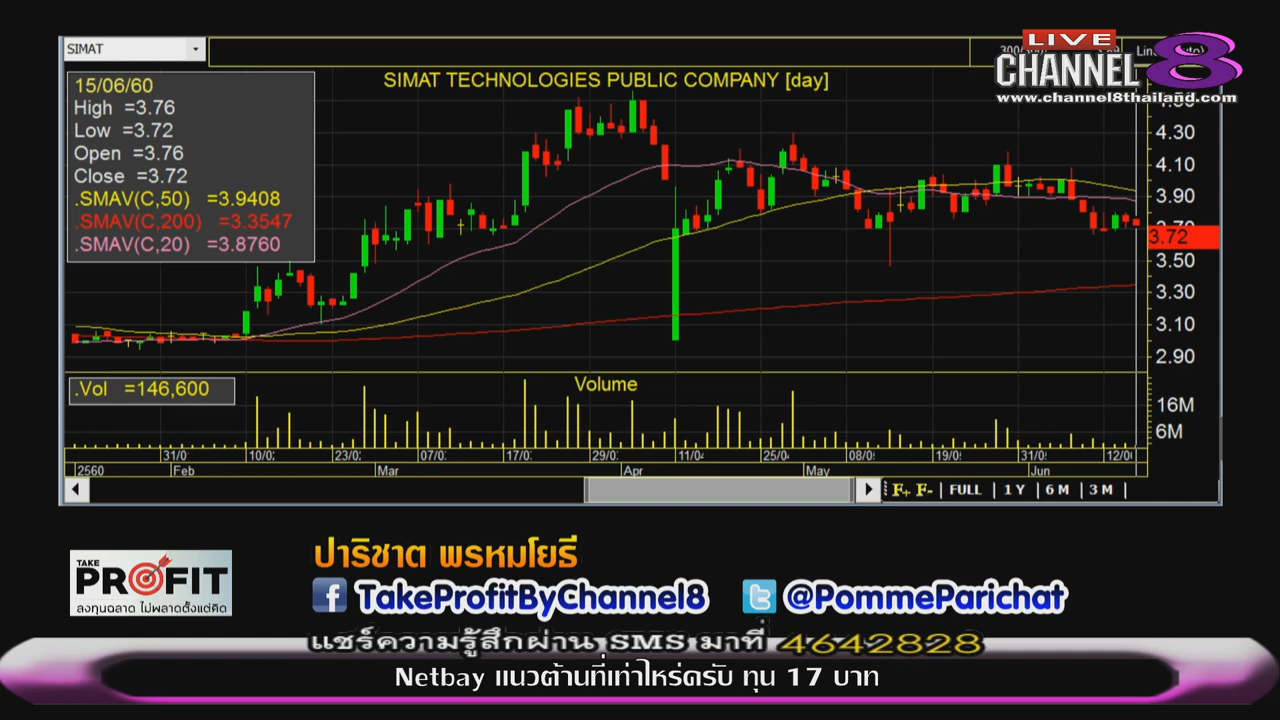 SIMAT
LIVE
CHANNEL 8
www.channel8thailand.com
SIMAT TECHNOLOGIES PUBLIC COMPANY [day]
15/06/60
High =3.76
Low =3.72
Open =3.76
Close =3.72
.SMAV(C,50) =3.9408
.SMAV(C,200) =3.3547
.SMAV(C,20) =3.8760
4.30
4.10
3.90
3.72
3.50
3.30
3.10
2.90
.Vol =146,600
Volume
16M
6M
31/0 10/0 23/0 07/0 17/0 29/0 11/04 25/04 08/0 19/0 31/0 12/0
2560 Feb Mar Apr May Jun
F+ F- | FULL | 1 Y | 6 M | 3 M |
TAKE
PROFIT
ลงทุนฉลาด ไม่พลาดตั้งแต่คิด
ปาริชาต พรหมโยธี
TakeProfitByChannel8 @PommeParichat
แชร์ความรู้สึกผ่าน SMS มาที่ 4642828
Netbay แนวต้านที่เท่าไหร่ครับ ทุน 17 บาท